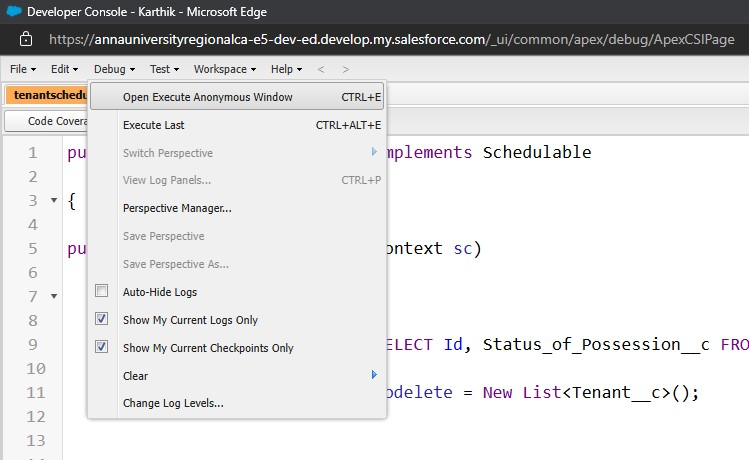 Developer Console - Karthik - Microsoft Edge
https://annauniversityregionalca-e5-dev-ed.develop.my.salesforce.com/_ui/common/apex/debug/ApexCSIPage
File Edit Debug Test Workspace Help < >
tenantschedu
Open Execute Anonymous Window CTRL+E
Code Covera
Execute Last CTRL+ALT+E
1 pu mplements Schedulable
Switch Perspective
2
View Log Panels... CTRL+P
3 {
Perspective Manager...
4
Save Perspective
5 pu ontext sc)
Save Perspective As...
6
7
Auto-Hide Logs
8
Show My Current Logs Only
9 ELECT Id, Status_of_Possession__c FRO
Show My Current Checkpoints Only
10
Clear
11 odelete = New List<Tenant__c>();
Change Log Levels...
12
13